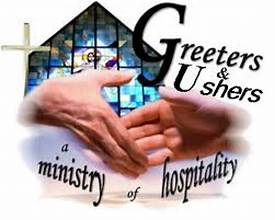 Greeters
&
Ushers
a
ministry of hospitality